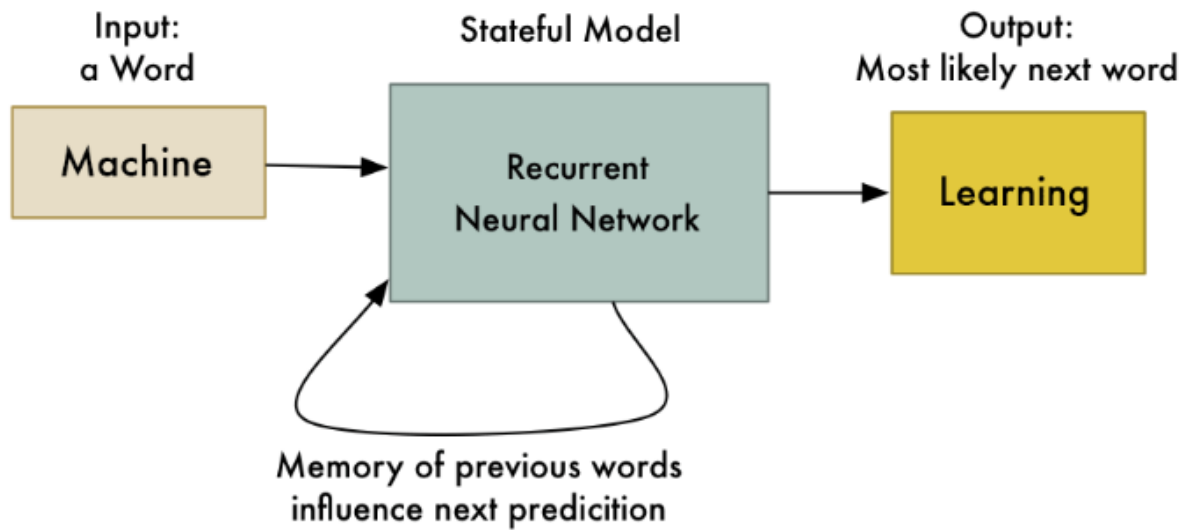 Input:
a Word
Machine
Stateful Model
Recurrent
Neural Network
Memory of previous words
influence next predicition
Output:
Most likely next word
Learning